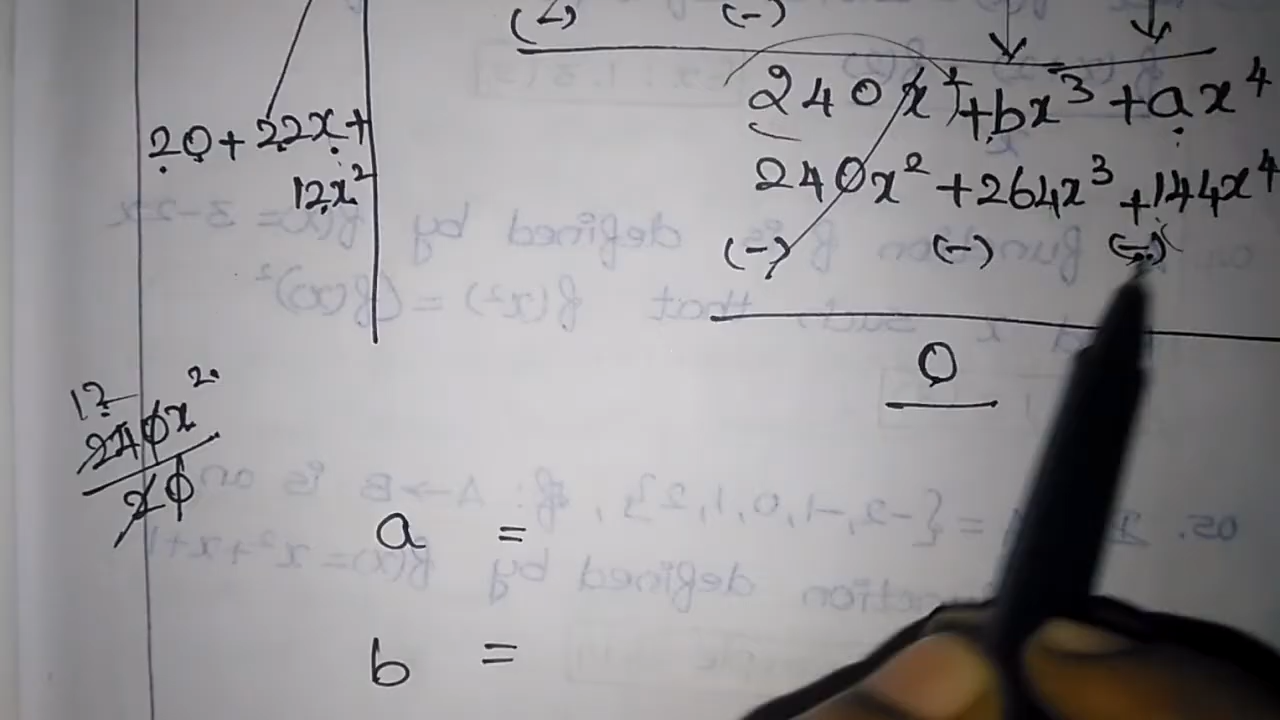 (-) (-)
240x² + bx³ + ax⁴
20 + 22x +
12x²
240x² + 264x³ + 144x⁴
(-) (-) (-)
0
12
240x²
20
a =
b =